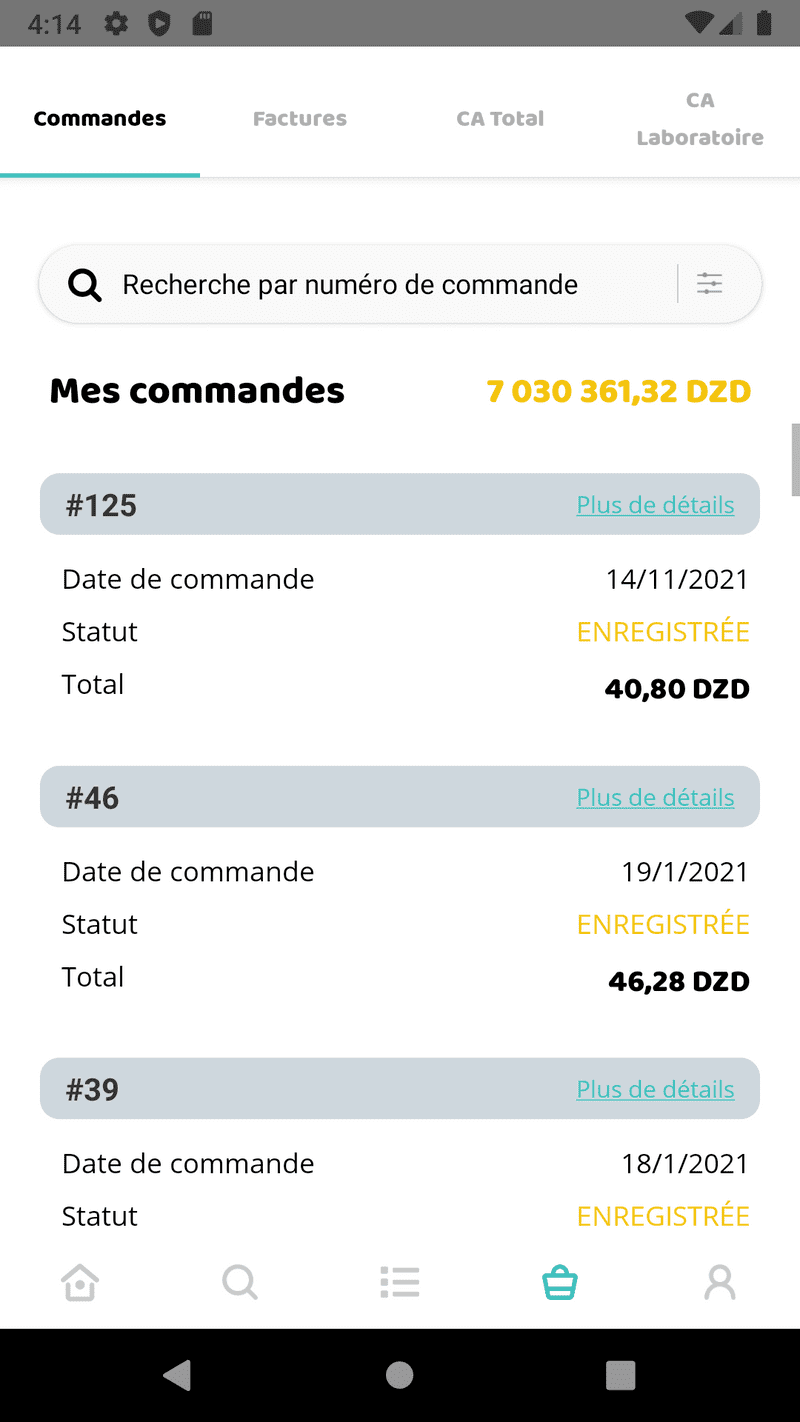 4:14
Commandes
Factures
CA Total
CA
Laboratoire
Recherche par numéro de commande
Mes commandes 7 030 361,32 DZD
#125 Plus de détails
Date de commande 14/11/2021
Statut ENREGISTRÉE
Total 40,80 DZD
#46 Plus de détails
Date de commande 19/1/2021
Statut ENREGISTRÉE
Total 46,28 DZD
#39 Plus de détails
Date de commande 18/1/2021
Statut ENREGISTRÉE